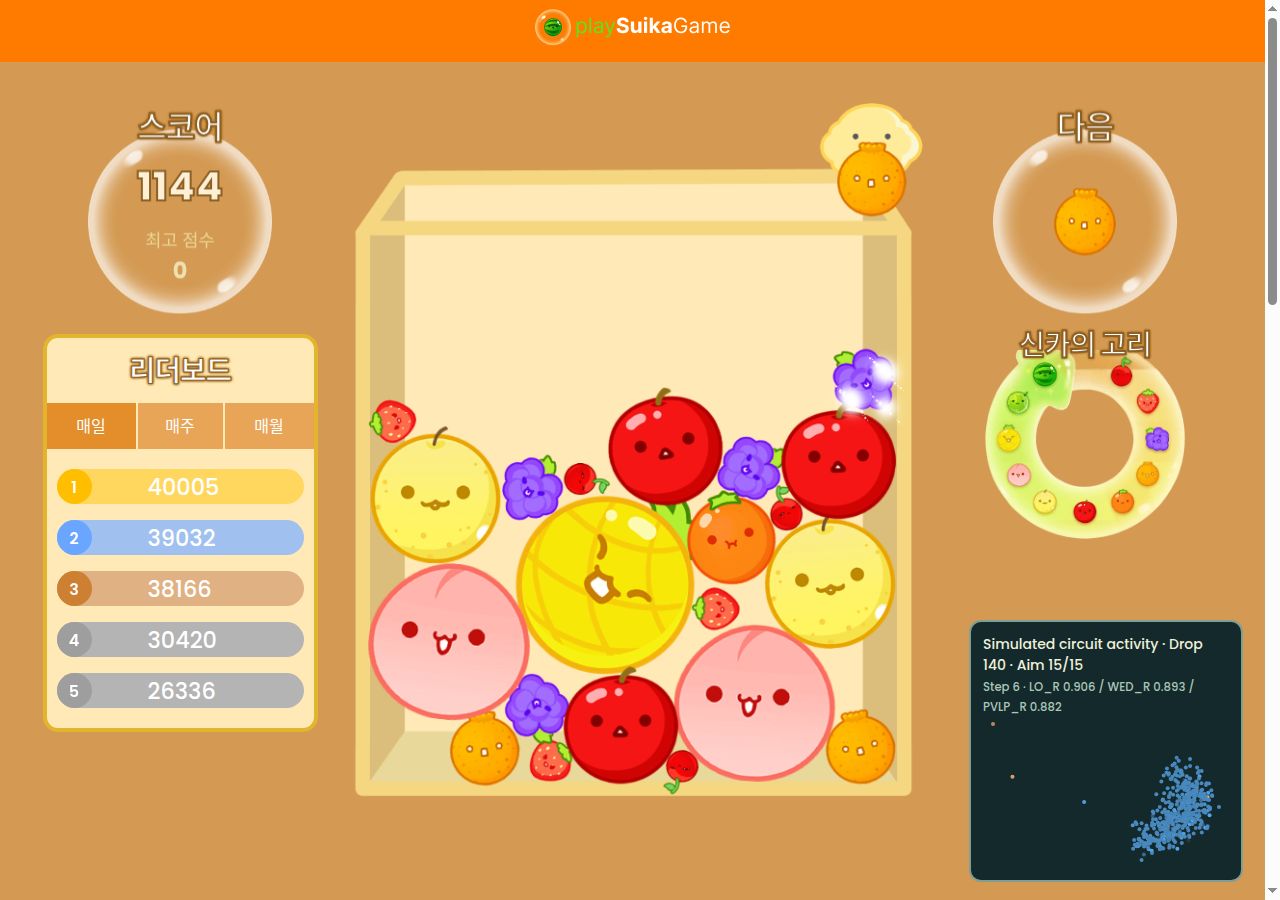 playSuikaGame
스코어
1144
최고 점수
0
다음
리더보드
매일 매주 매월
1 40005
2 39032
3 38166
4 30420
5 26336
신카의 고리
Simulated circuit activity · Drop
140 · Aim 15/15
Step 6 · LO_R 0.906 / WED_R 0.893 /
PVLP_R 0.882